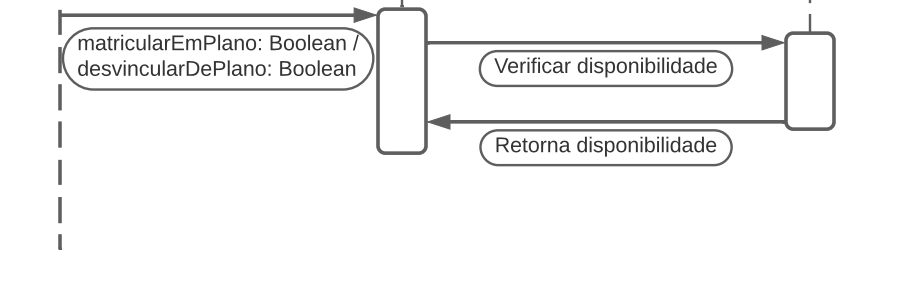 matricularEmPlano: Boolean /
desvincularDePlano: Boolean
Verificar disponibilidade
Retorna disponibilidade